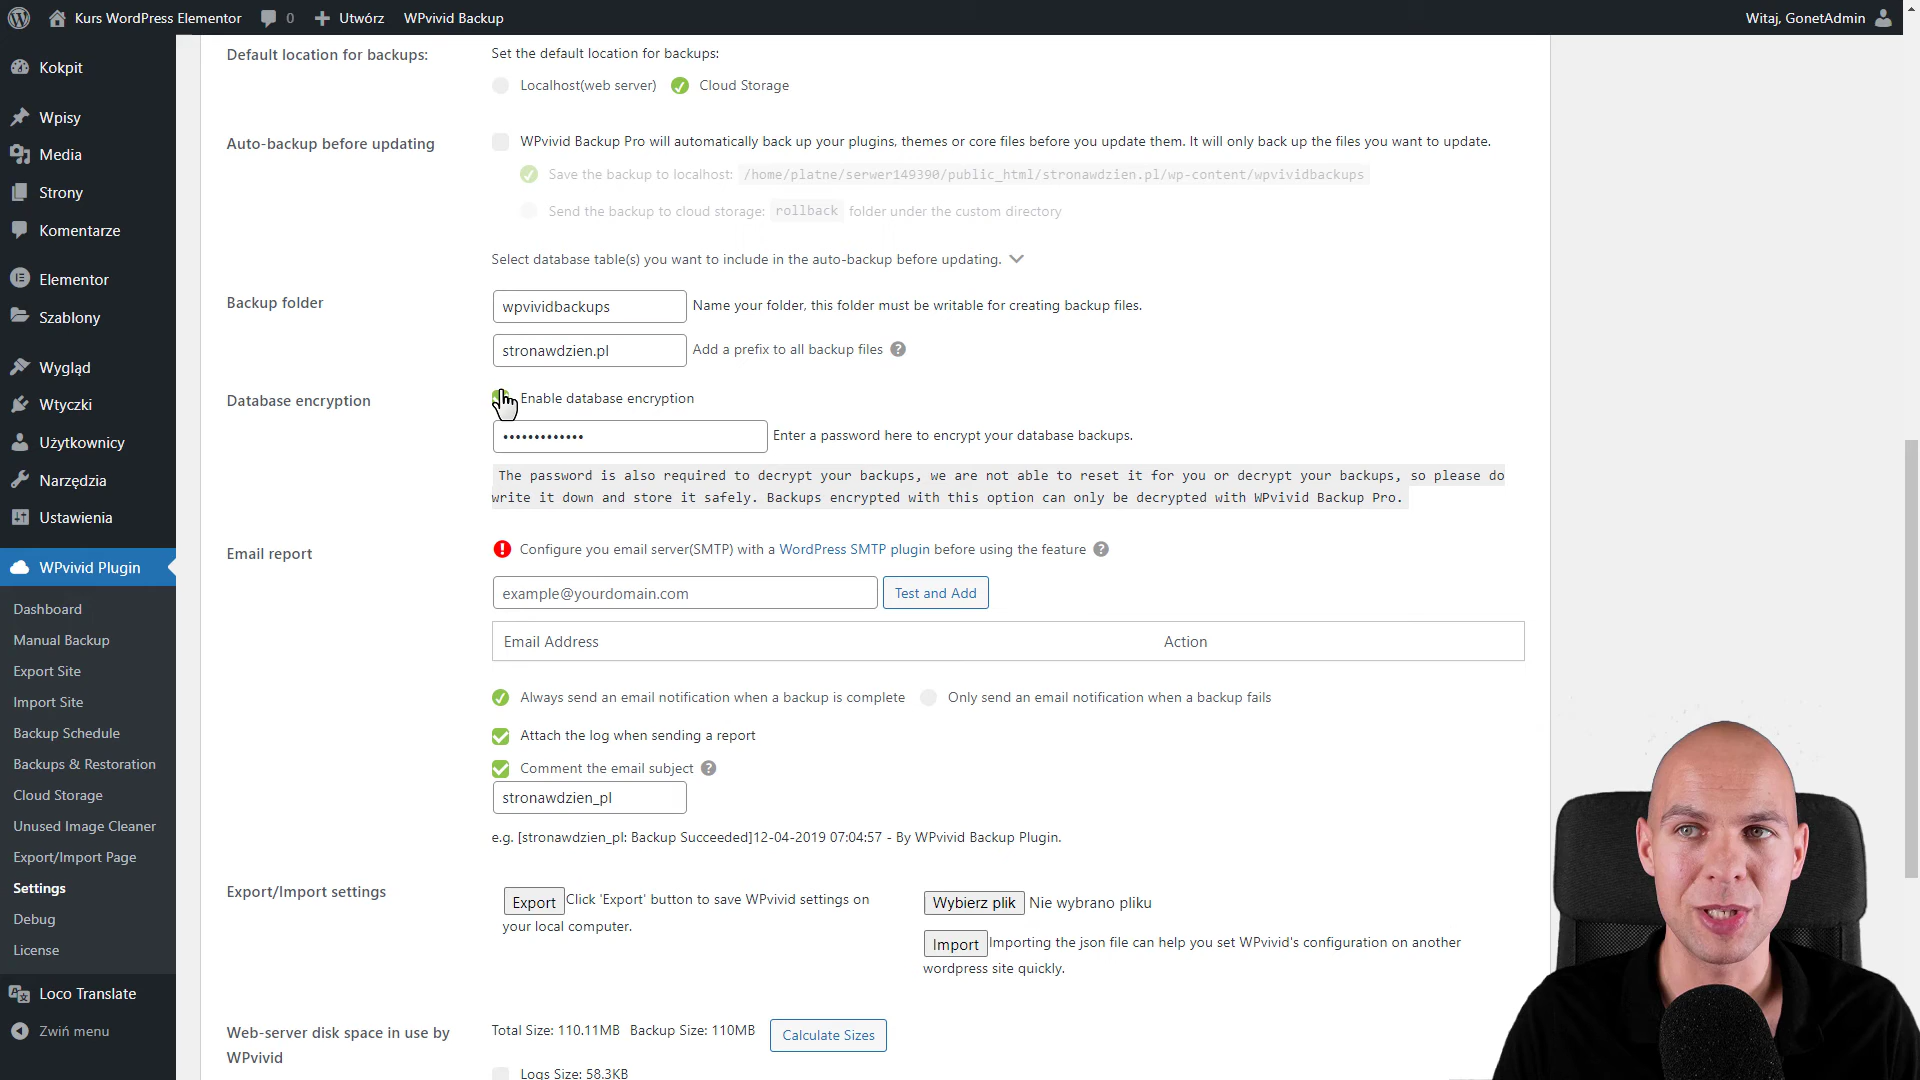 Kurs WordPress Elementor 0 Utwórz WPvivid Backup Witaj, GonetAdmin
Kokpit
Wpisy
Media
Strony
Komentarze
Elementor
Szablony
Wygląd
Wtyczki
Użytkownicy
Narzędzia
Ustawienia
WPvivid Plugin
Dashboard
Manual Backup
Export Site
Import Site
Backup Schedule
Backups & Restoration
Cloud Storage
Unused Image Cleaner
Export/Import Page
Settings
Debug
License
Loco Translate
Zwiń menu
Default location for backups: Set the default location for backups:
Localhost(web server) Cloud Storage
Auto-backup before updating WPvivid Backup Pro will automatically back up your plugins, themes or core files before you update them. It will only back up the files you want to update.
Save the backup to localhost: /home/platne/serwer149390/public_html/stronawdzien.pl/wp-content/wpvividbackups
Send the backup to cloud storage: rollback folder under the custom directory
Select database table(s) you want to include in the auto-backup before updating.
Backup folder wpvividbackups Name your folder, this folder must be writable for creating backup files.
stronawdzien.pl Add a prefix to all backup files ?
Database encryption Enable database encryption
••••••••••••• Enter a password here to encrypt your database backups.
The password is also required to decrypt your backups, we are not able to reset it for you or decrypt your backups, so please do
write it down and store it safely. Backups encrypted with this option can only be decrypted with WPvivid Backup Pro.
Email report ! Configure you email server(SMTP) with a WordPress SMTP plugin before using the feature ?
example@yourdomain.com Test and Add
Email Address Action
Always send an email notification when a backup is complete Only send an email notification when a backup fails
Attach the log when sending a report
Comment the email subject ?
stronawdzien_pl
e.g. [stronawdzien_pl: Backup Succeeded]12-04-2019 07:04:57 - By WPvivid Backup Plugin.
Export/Import settings Export Click 'Export' button to save WPvivid settings on
your local computer.
Wybierz plik Nie wybrano pliku
Import Importing the json file can help you set WPvivid's configuration on another
wordpress site quickly.
Web-server disk space in use by
WPvivid
Total Size: 110.11MB Backup Size: 110MB Calculate Sizes
Logs Size: 58.3KB